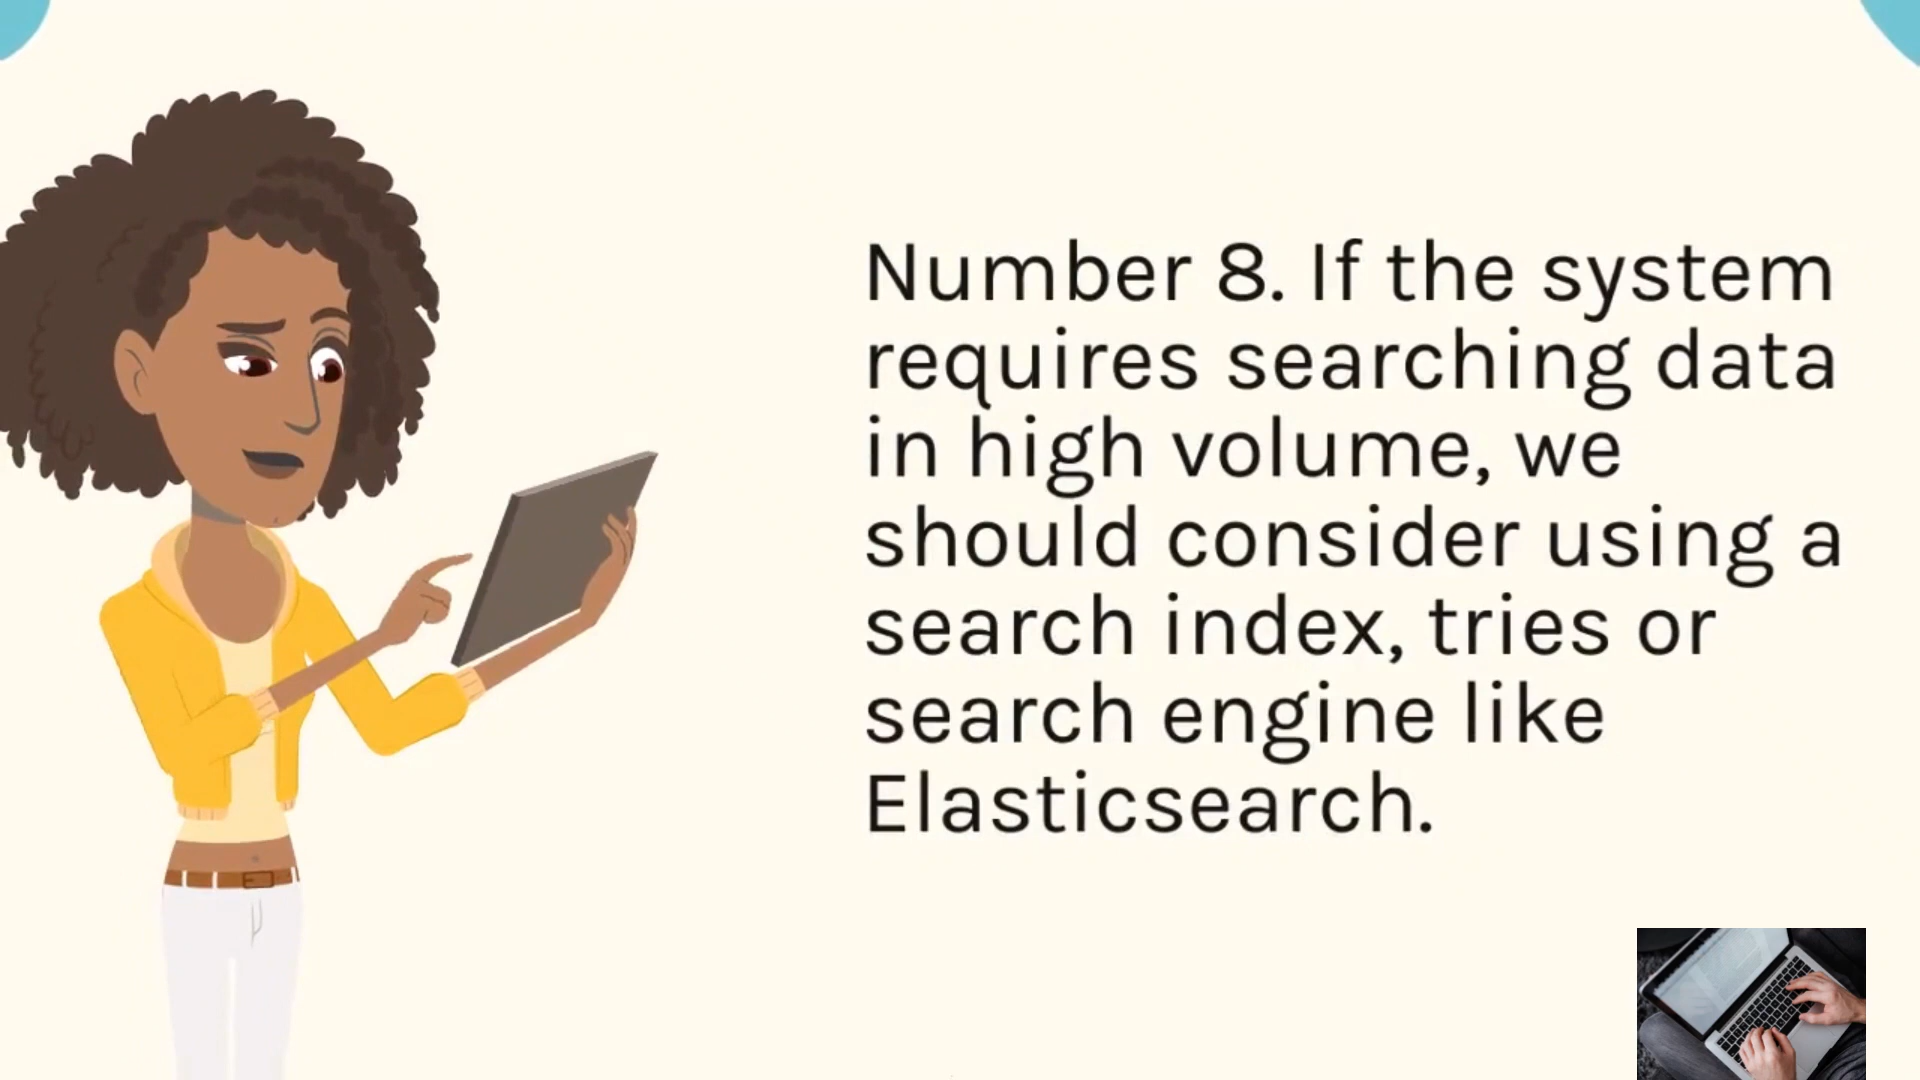 Number 8. If the system
requires searching data
in high volume, we
should consider using a
search index, tries or
search engine like
Elasticsearch.